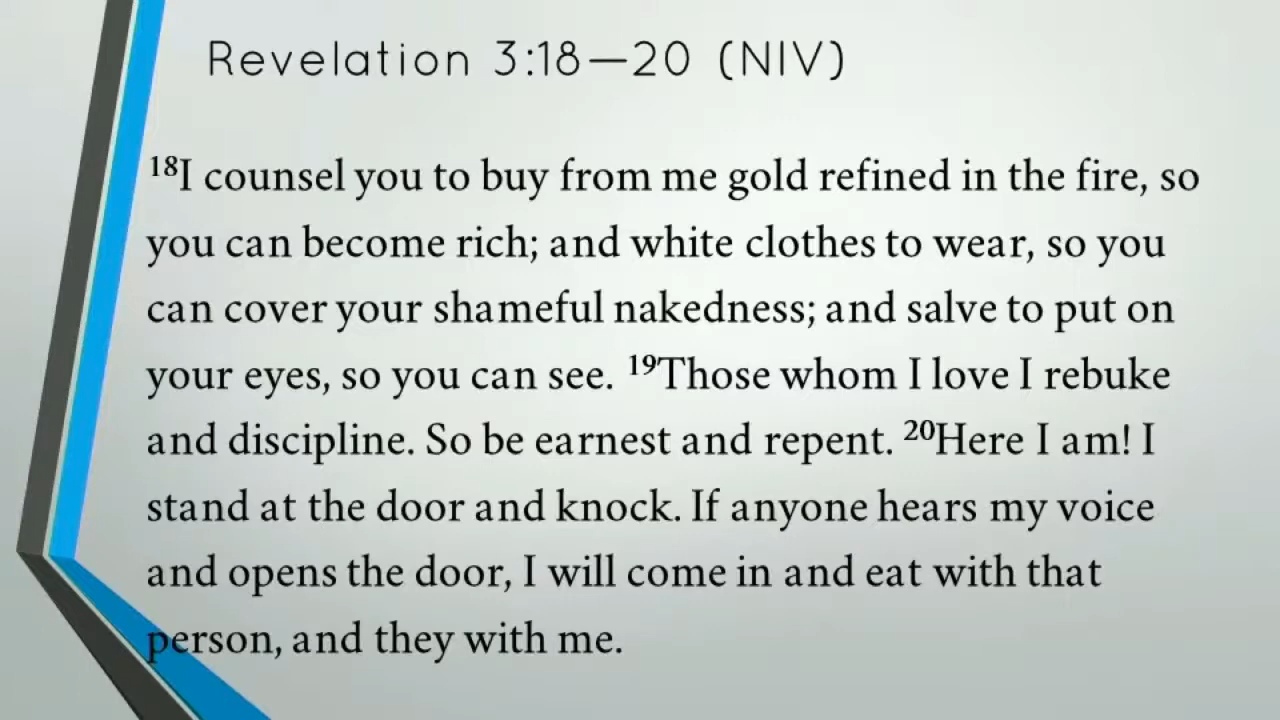 Revelation 3:18—20 (NIV)
¹⁸I counsel you to buy from me gold refined in the fire, so
you can become rich; and white clothes to wear, so you
can cover your shameful nakedness; and salve to put on
your eyes, so you can see. ¹⁹Those whom I love I rebuke
and discipline. So be earnest and repent. ²⁰Here I am! I
stand at the door and knock. If anyone hears my voice
and opens the door, I will come in and eat with that
person, and they with me.